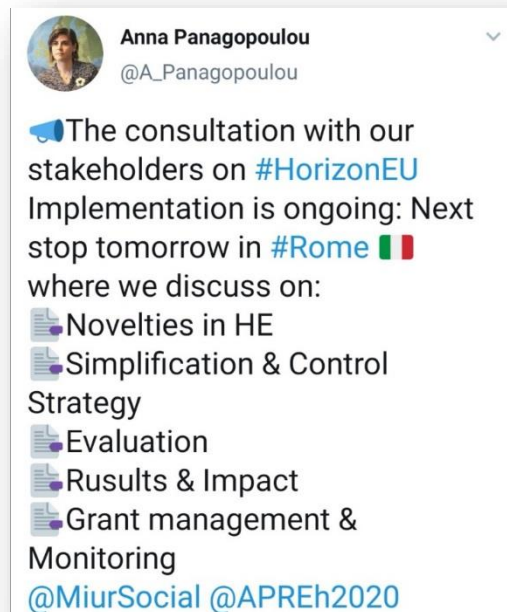 Anna Panagopoulou
@A_Panagopoulou
📣The consultation with our
stakeholders on #HorizonEU
Implementation is ongoing: Next
stop tomorrow in #Rome 🇮🇹
where we discuss on:
📝Novelties in HE
📝Simplification & Control
Strategy
📝Evaluation
📝Rusults & Impact
📝Grant management &
Monitoring
@MiurSocial @APREh2020